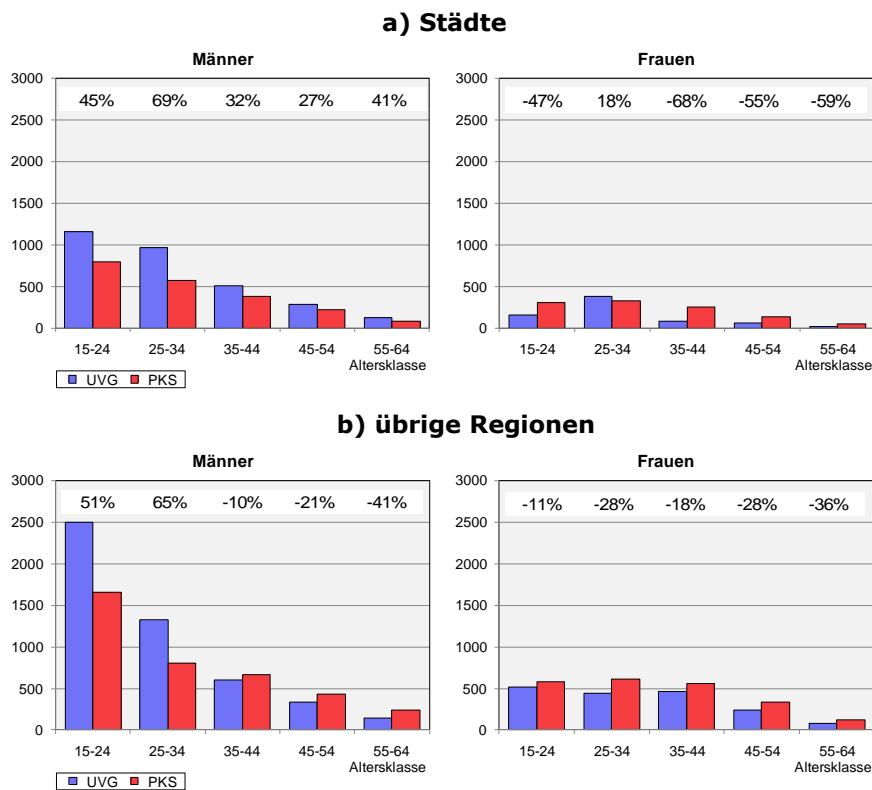 a) Städte
Männer
3000
45% 69% 32% 27% 41%
2500
2000
1500
1000
500
0
15-24 25-34 35-44 45-54 55-64
Altersklasse
UVG PKS
Frauen
3000
-47% 18% -68% -55% -59%
2500
2000
1500
1000
500
0
15-24 25-34 35-44 45-54 55-64
Altersklasse
b) übrige Regionen
Männer
3000
51% 65% -10% -21% -41%
2500
2000
1500
1000
500
0
15-24 25-34 35-44 45-54 55-64
Altersklasse
UVG PKS
Frauen
3000
-11% -28% -18% -28% -36%
2500
2000
1500
1000
500
0
15-24 25-34 35-44 45-54 55-64
Altersklasse